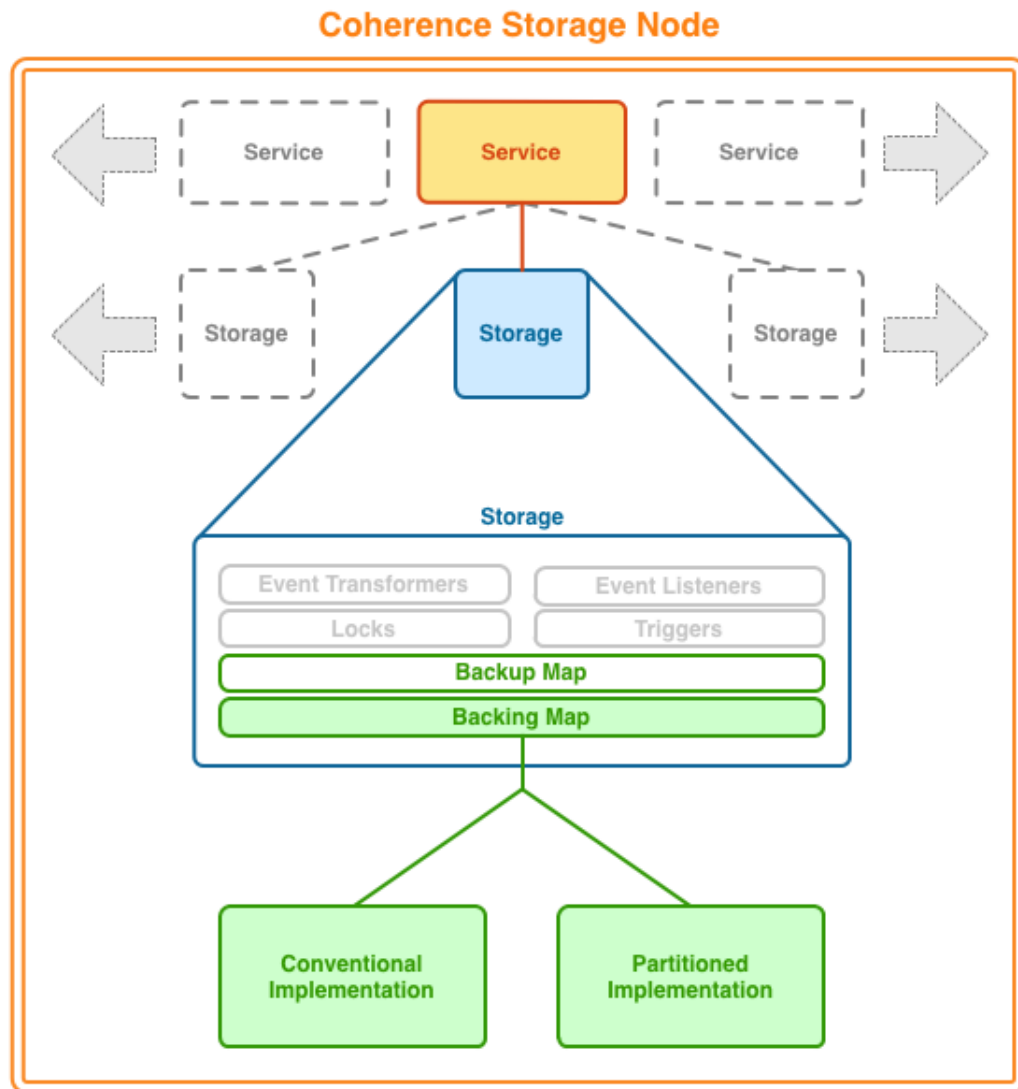 Coherence Storage Node
Service
Service
Service
Storage
Storage
Storage
Storage
Event Transformers
Event Listeners
Locks
Triggers
Backup Map
Backing Map
Conventional
Implementation
Partitioned
Implementation